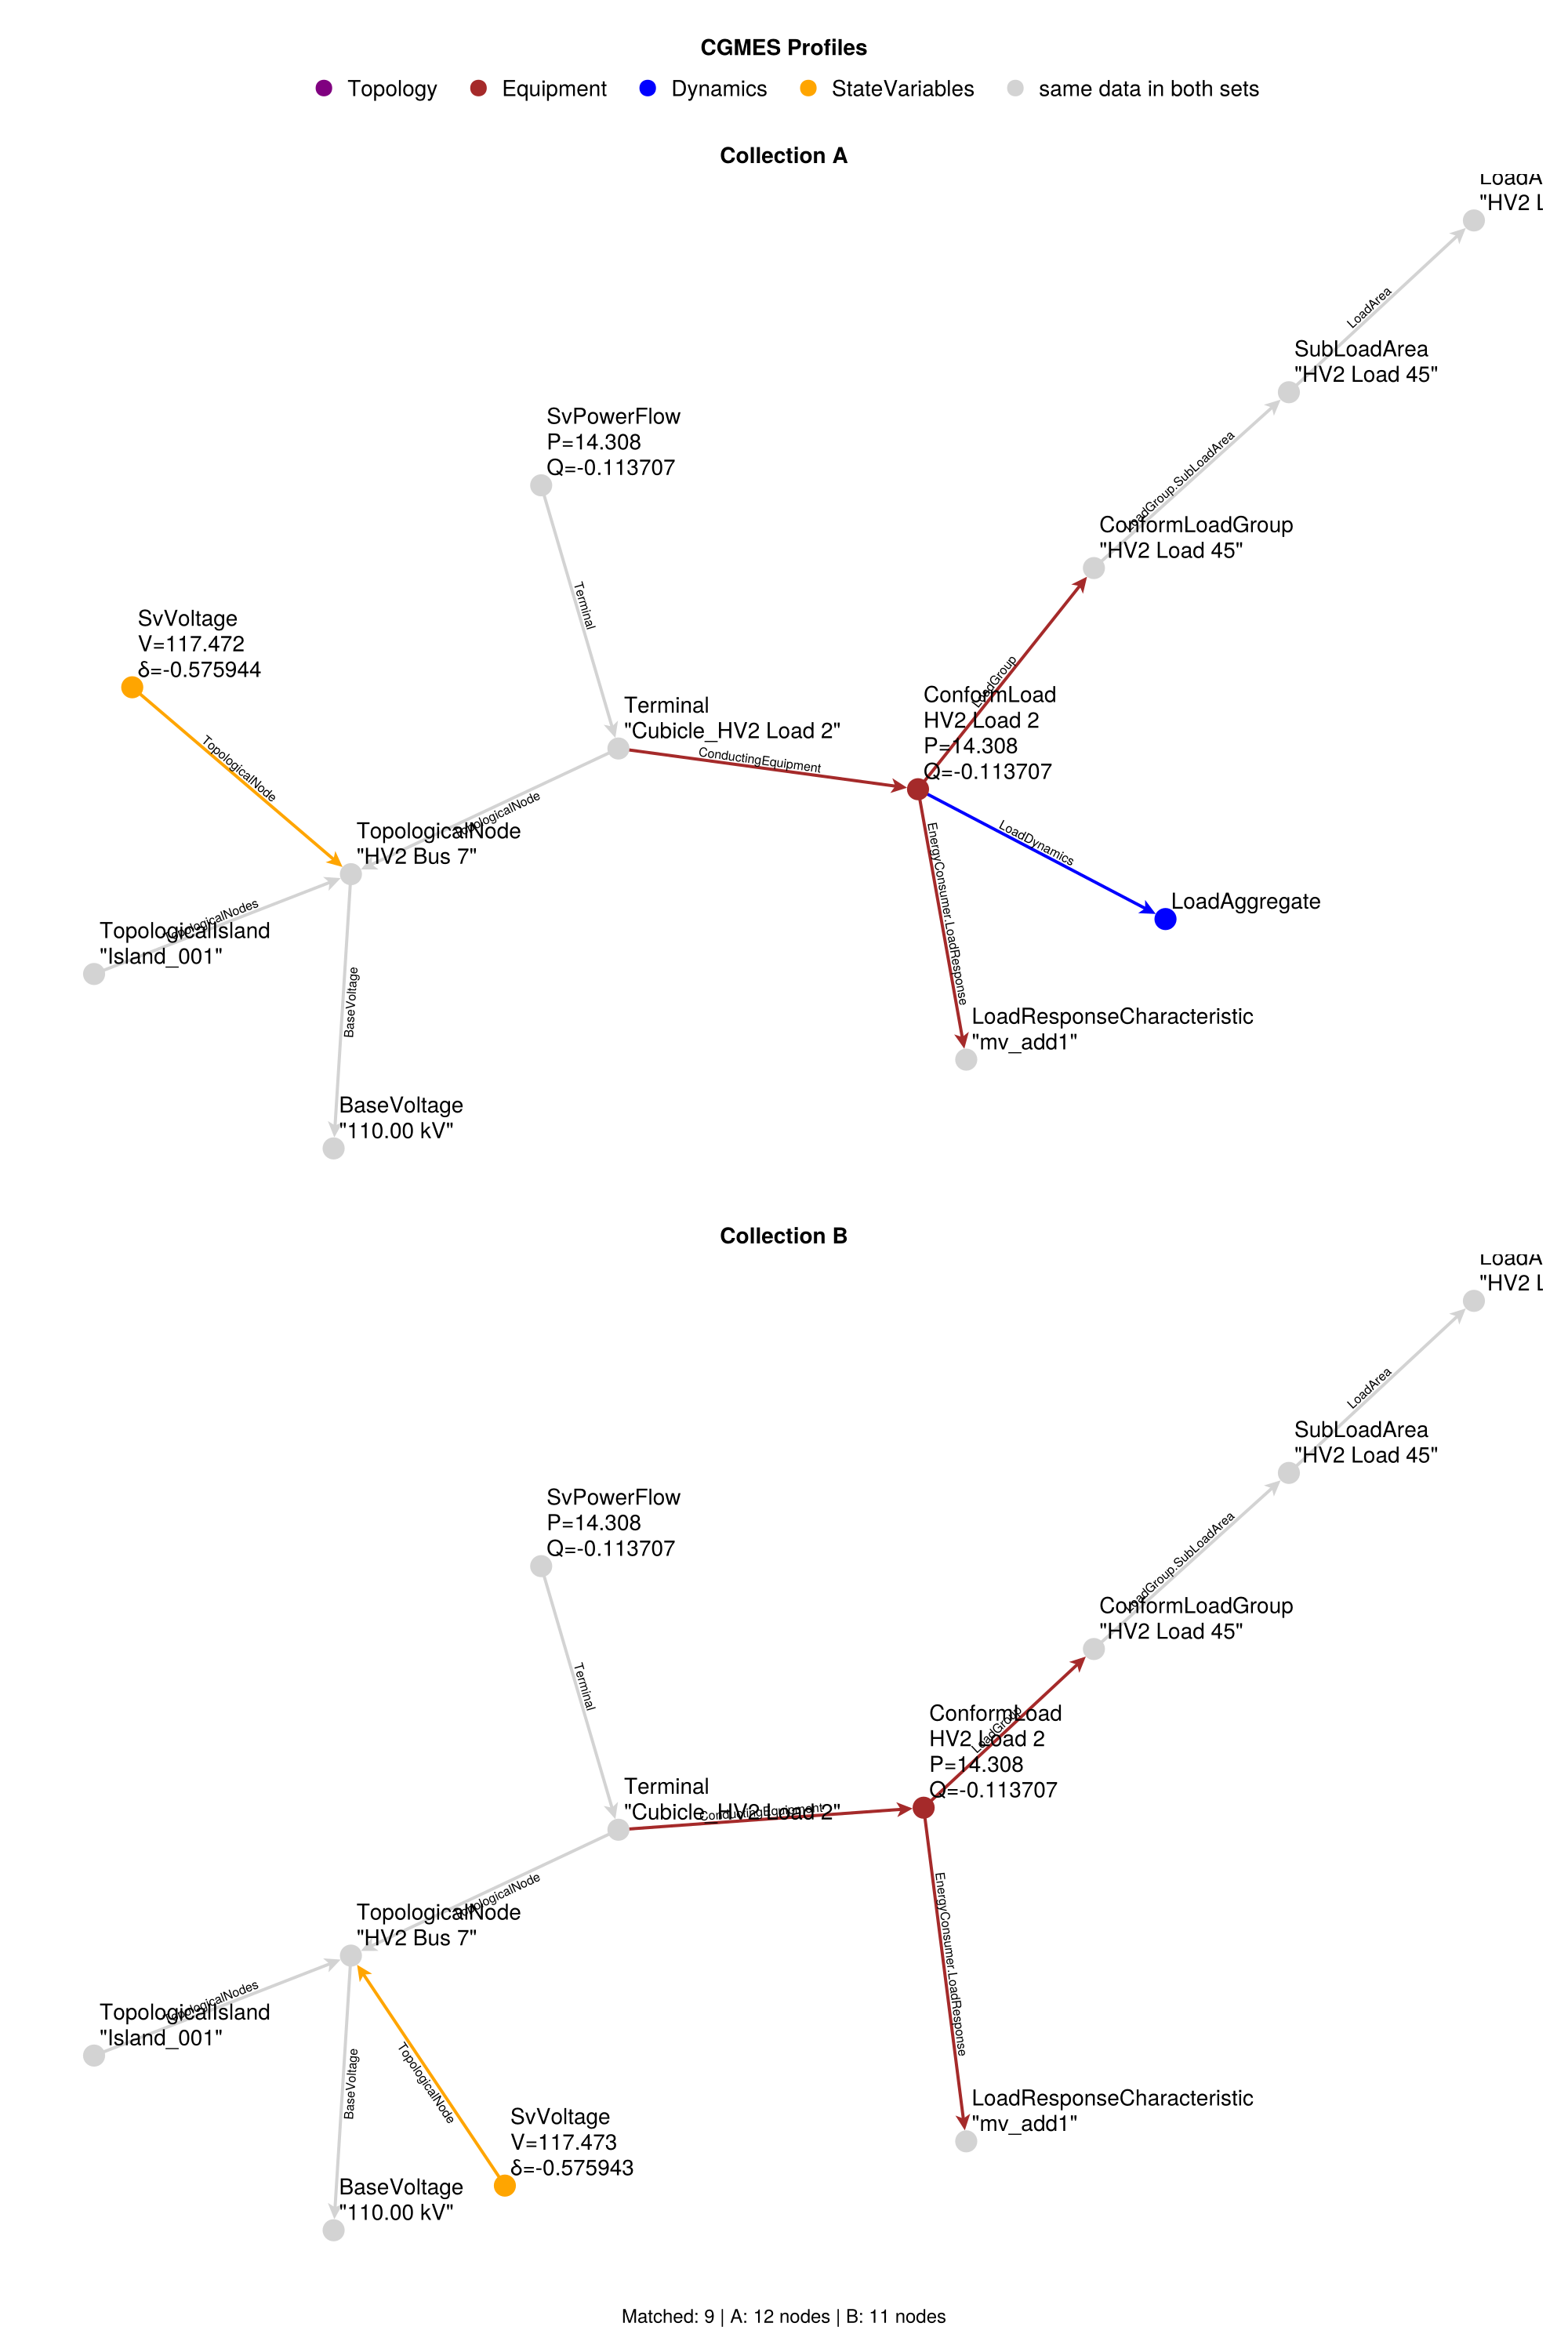 CGMES Profiles
Topology
Equipment
Dynamics
StateVariables
same data in both sets
Collection A
"HV2 L
LoadArea
SubLoadArea
"HV2 Load 45"
LoadGroup.SubLoadArea
SvPowerFlow
P=14.308
Q=-0.113707
ConformLoadGroup
"HV2 Load 45"
Terminal
SvVoltage
V=117.472
δ=-0.575944
LoadGroup
ConformLoad
HV2 Load 2
P=14.308
Q=-0.113707
Terminal
"Cubicle_HV2 Load 2"
ConductingEquipment
TopologicalNode
TopologicalNode
TopologicalNode
"HV2 Bus 7"
LoadDynamics
EnergyConsumer.LoadResponse
LoadAggregate
TopologicalNodes
TopologicalIsland
"Island_001"
BaseVoltage
LoadResponseCharacteristic
"mv_add1"
BaseVoltage
"110.00 kV"
Collection B
"HV2 L
LoadArea
SubLoadArea
"HV2 Load 45"
LoadGroup.SubLoadArea
SvPowerFlow
P=14.308
Q=-0.113707
ConformLoadGroup
"HV2 Load 45"
Terminal
ConformLoad
HV2 Load 2
P=14.308
Q=-0.113707
LoadGroup
Terminal
"Cubicle_HV2 Load 2"
ConductingEquipment
TopologicalNode
TopologicalNode
"HV2 Bus 7"
EnergyConsumer.LoadResponse
TopologicalNodes
TopologicalIsland
"Island_001"
BaseVoltage
TopologicalNode
LoadResponseCharacteristic
"mv_add1"
SvVoltage
V=117.473
δ=-0.575943
BaseVoltage
"110.00 kV"
Matched: 9 | A: 12 nodes | B: 11 nodes